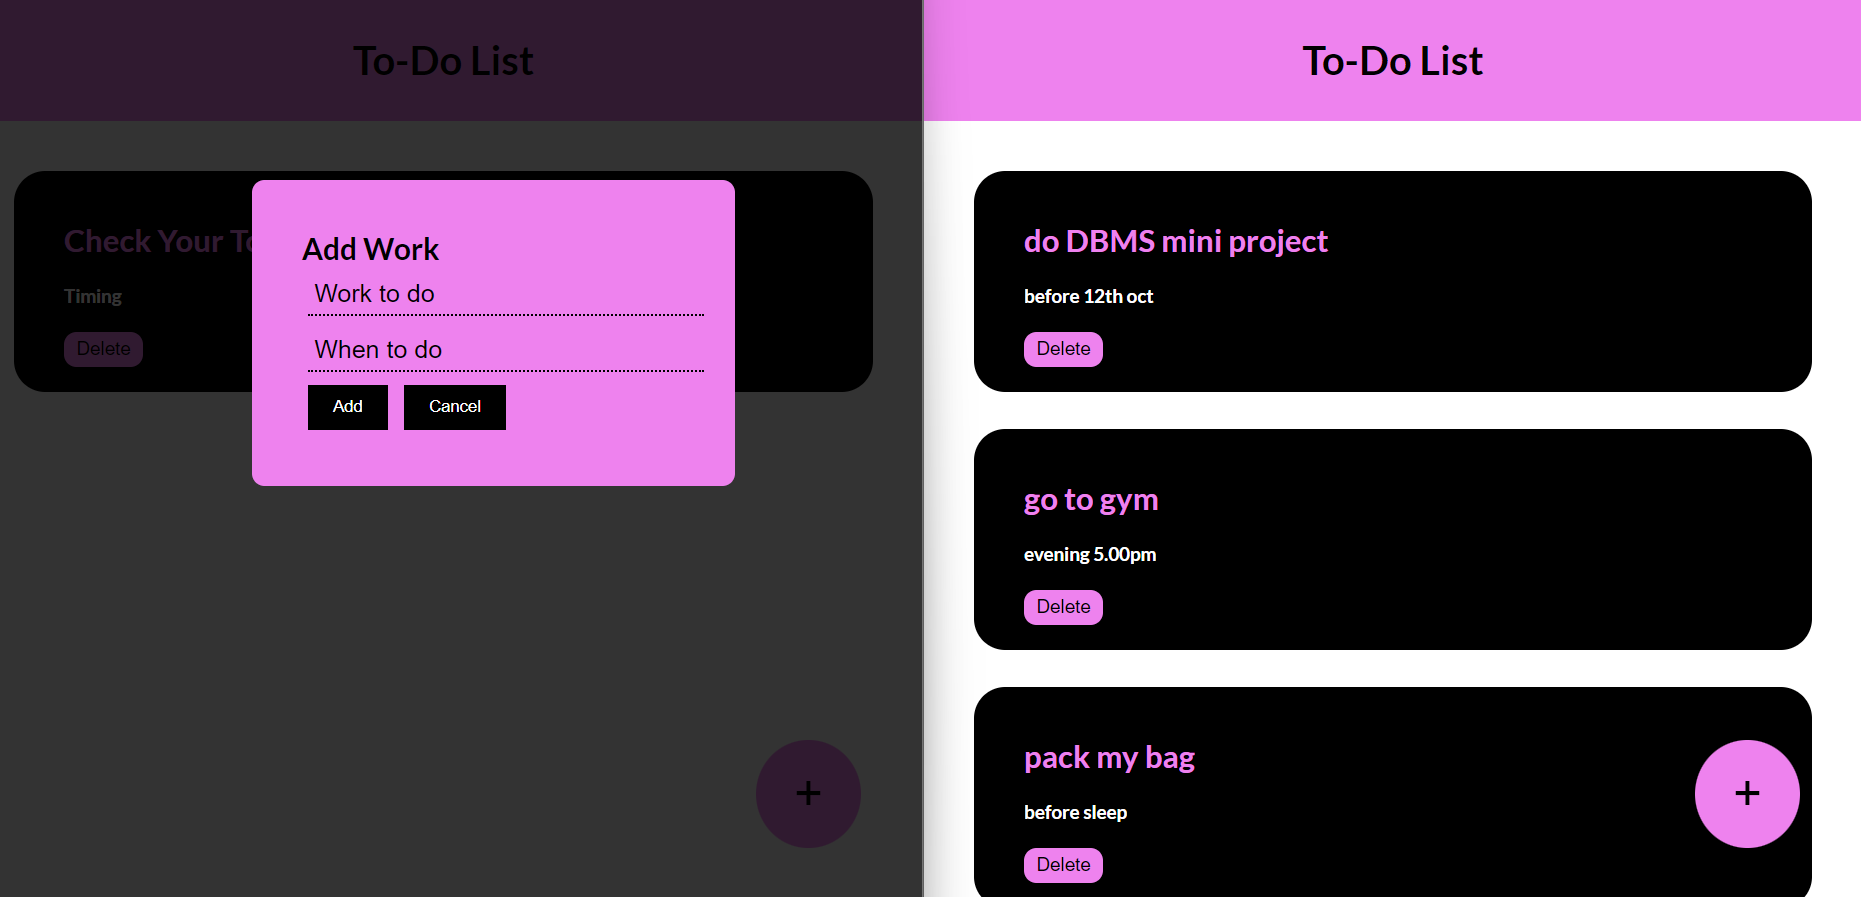 To-Do List
Check Your To
Timing
Delete
Add Work
Work to do
When to do
Add Cancel
+
To-Do List
do DBMS mini project
before 12th oct
Delete
go to gym
evening 5.00pm
Delete
pack my bag
before sleep
Delete
+